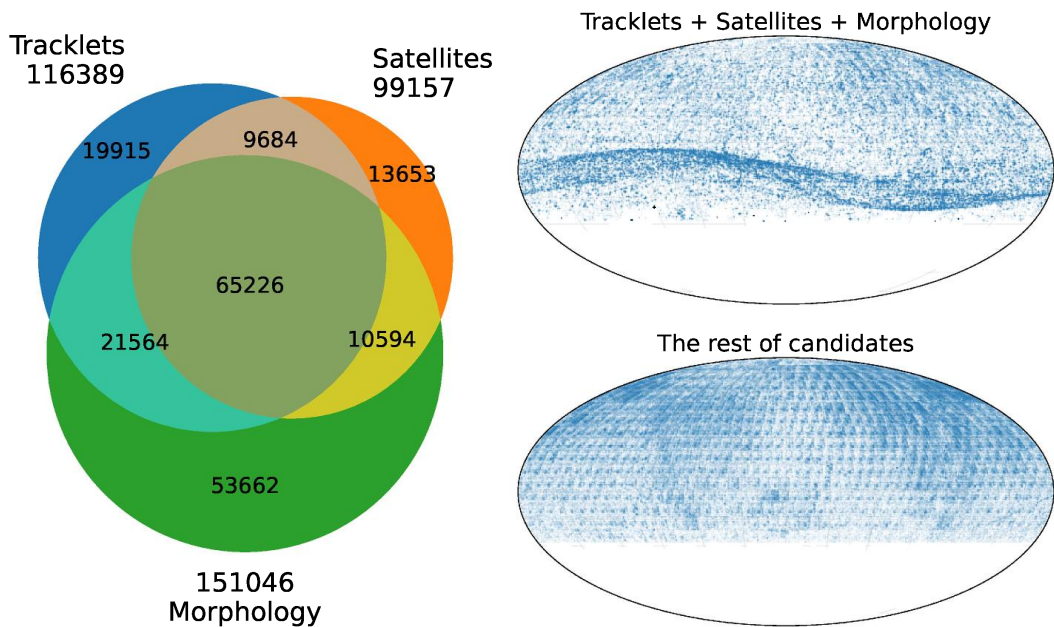 Tracklets
116389
Satellites
99157
19915
9684
13653
65226
21564
10594
53662
151046
Morphology
Tracklets + Satellites + Morphology
The rest of candidates